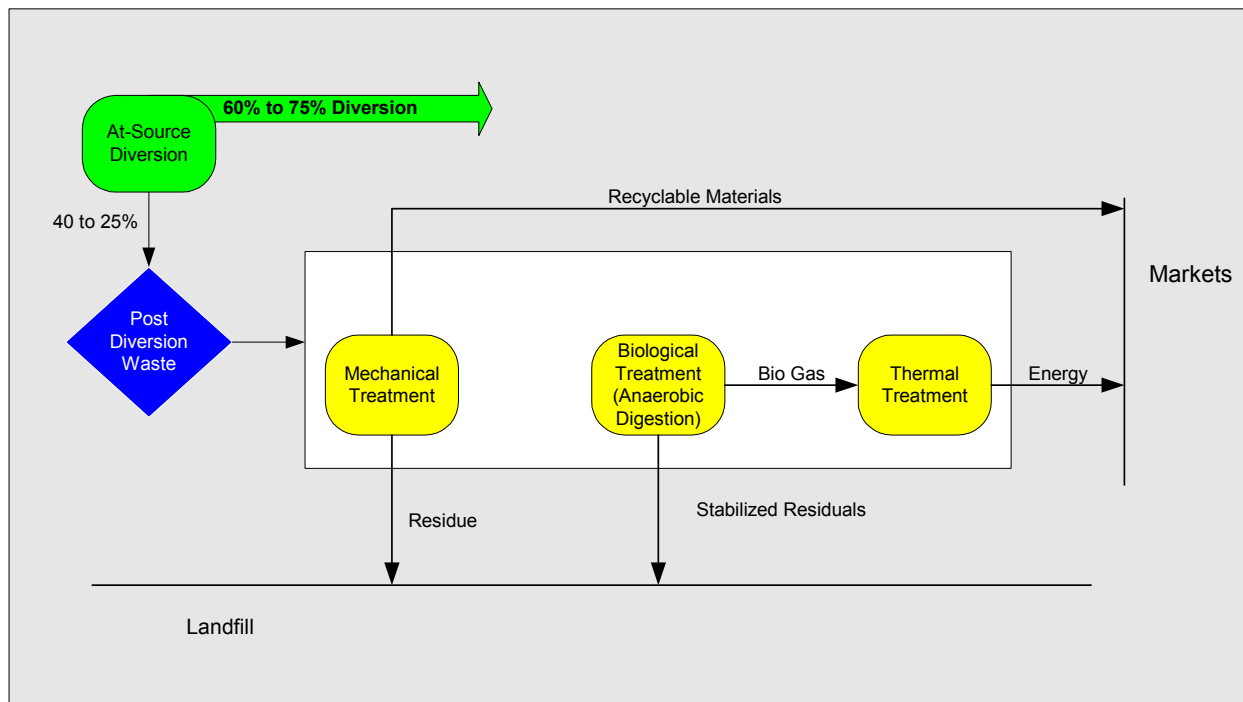 60% to 75% Diversion
At-Source
Diversion
40 to 25%
Recyclable Materials
Markets
Post
Diversion
Waste
Mechanical
Treatment
Biological
Treatment
(Anaerobic
Digestion)
Bio Gas
Thermal
Treatment
Energy
Residue
Stabilized Residuals
Landfill